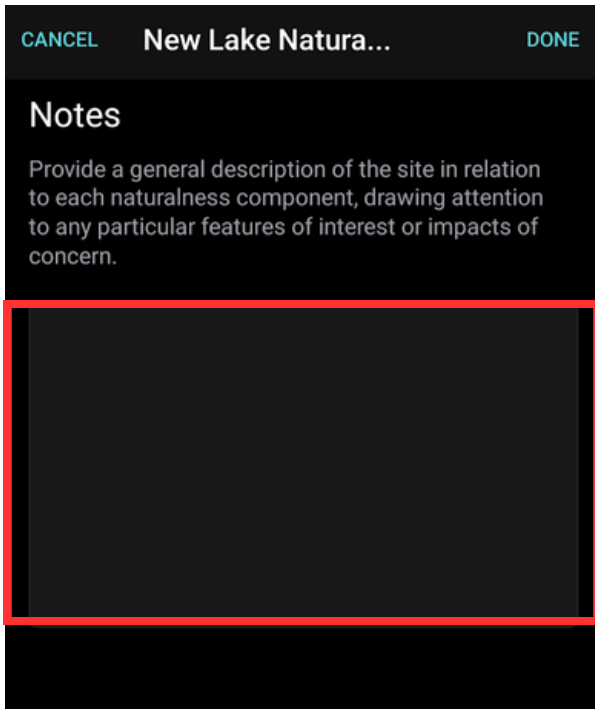 CANCEL New Lake Natura... DONE
Notes
Provide a general description of the site in relation
to each naturalness component, drawing attention
to any particular features of interest or impacts of
concern.